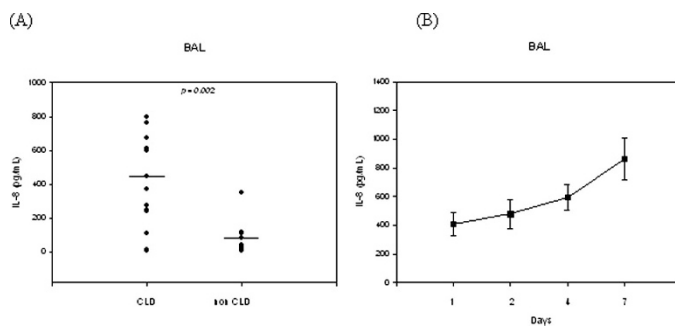 (A)
(B)
BAL
BAL
p = 0.002
1000
800
600
400
200
0
IL-8 (pg/mL)
CLD
non CLD
1400
1200
1000
800
600
400
200
0
IL-8 (pg/mL)
1
2
4
7
Days